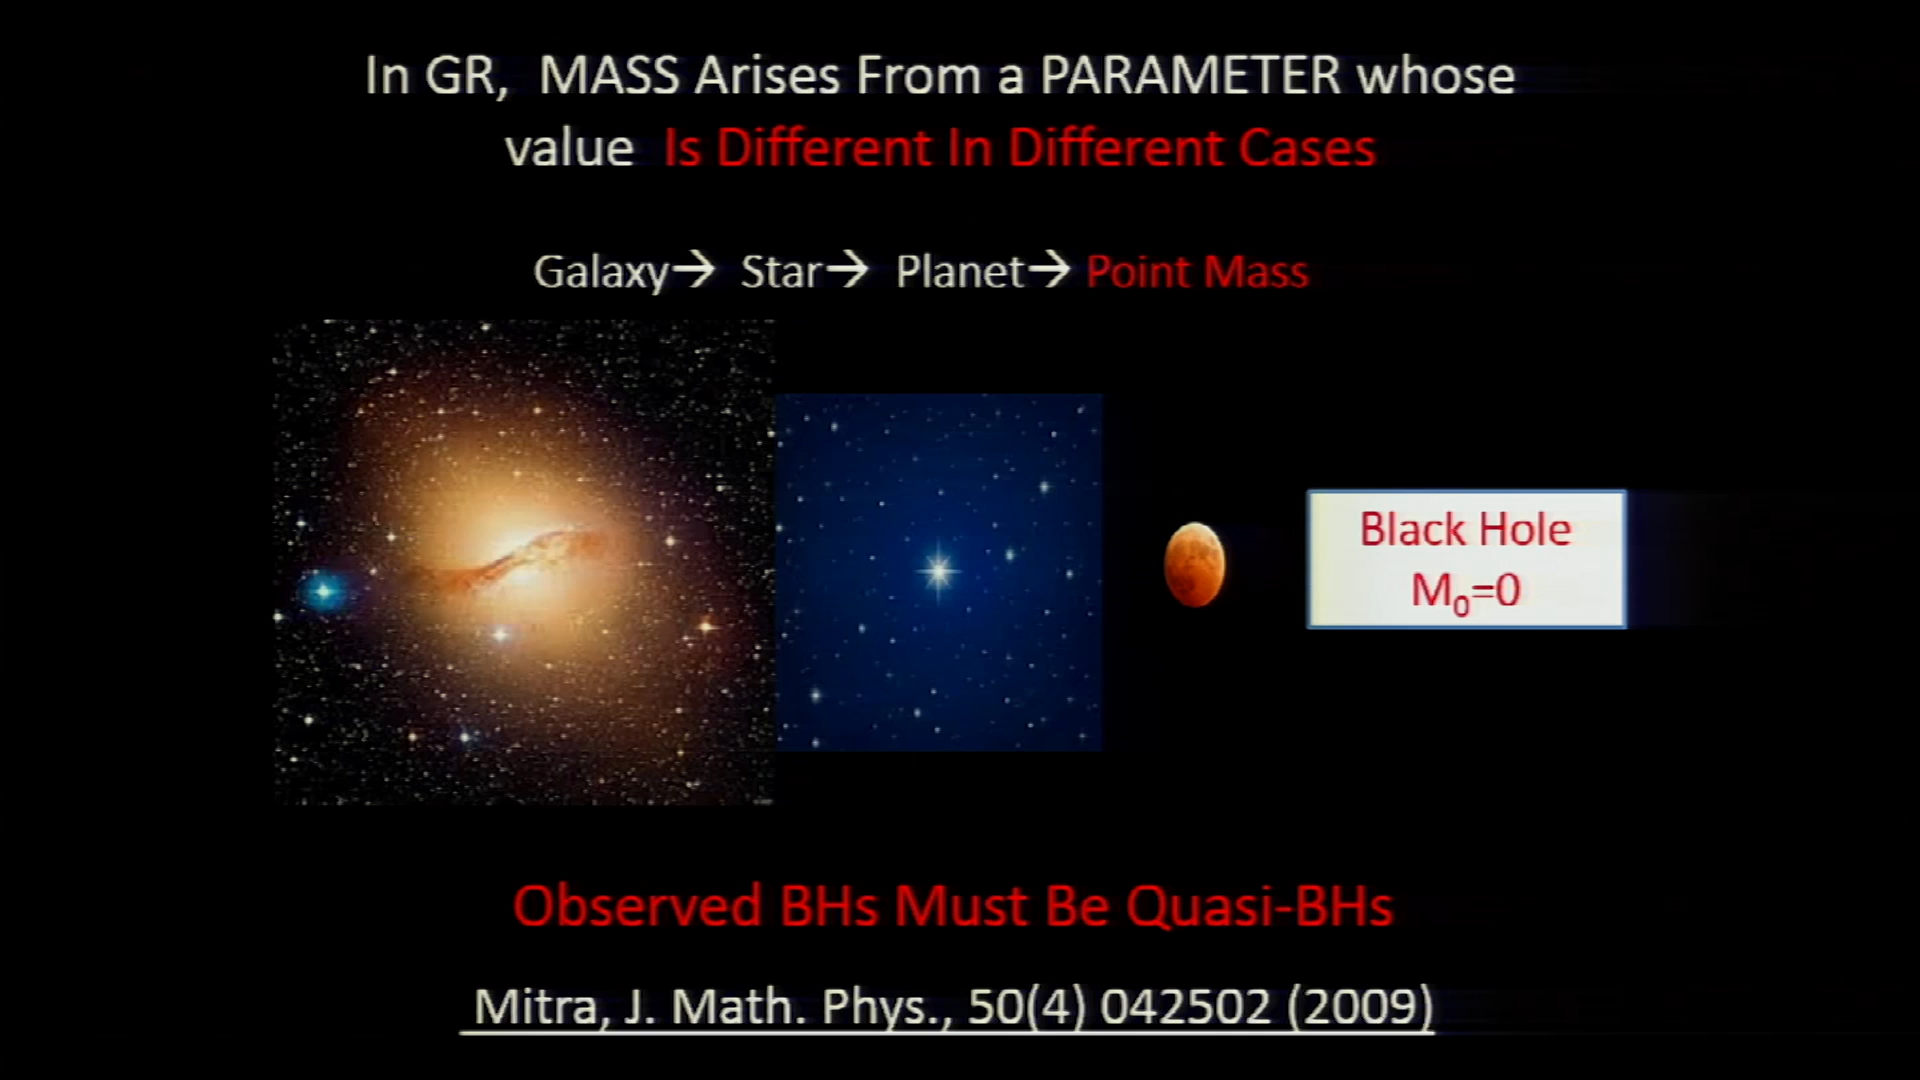 In GR, MASS Arises From a PARAMETER whose
value Is Different In Different Cases
Galaxy→ Star→ Planet→ Point Mass
Black Hole
M₀=0
Observed BHs Must Be Quasi-BHs
Mitra, J. Math. Phys., 50(4) 042502 (2009)